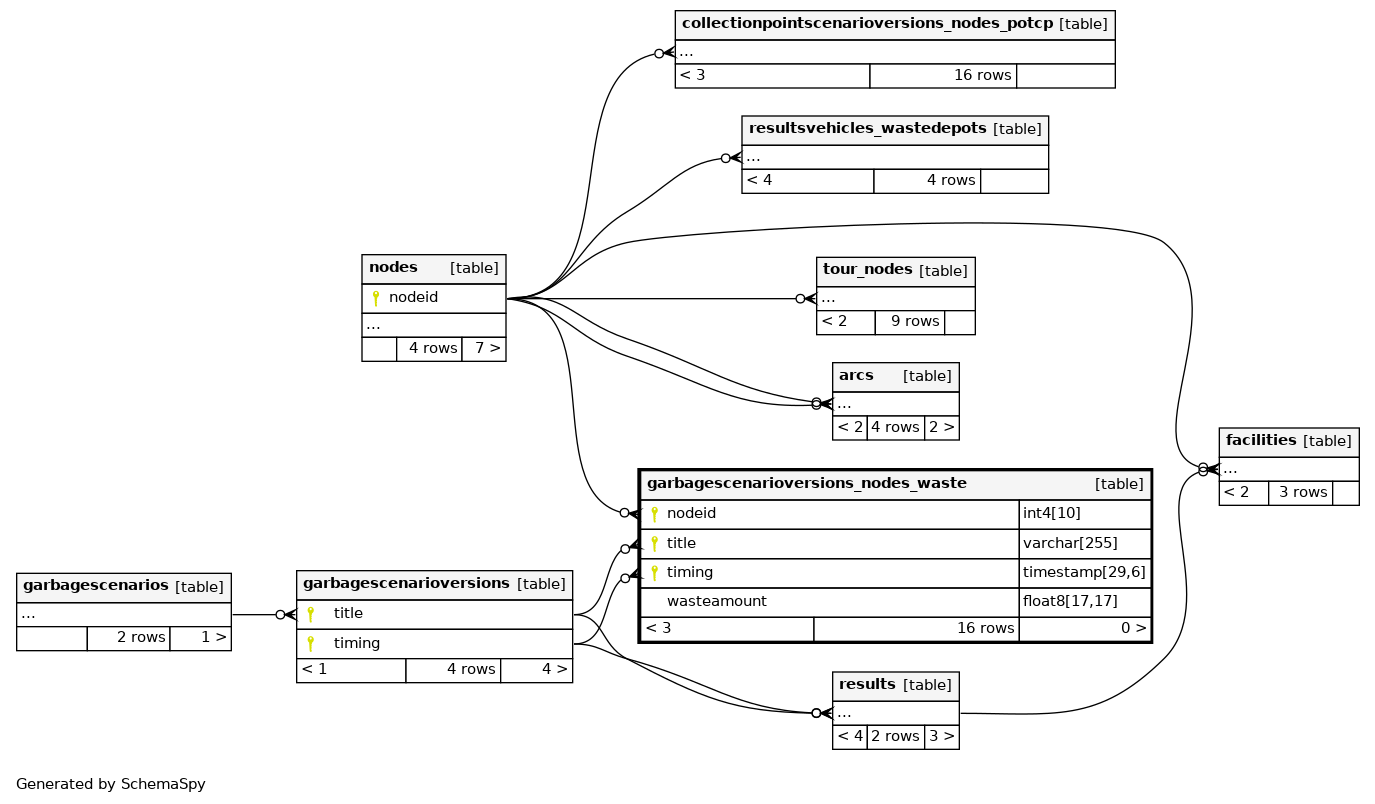 collectionpointscenarioversions_nodes_potcp [table]
...
< 3 16 rows
resultsvehicles_wastedepots [table]
...
< 4 4 rows
nodes [table]
nodeid
...
4 rows 7 >
tour_nodes [table]
...
< 2 9 rows
arcs [table]
...
< 2 4 rows 2 >
facilities [table]
...
< 2 3 rows
garbagescenarioversions_nodes_waste [table]
nodeid int4[10]
title varchar[255]
timing timestamp[29,6]
wasteamount float8[17,17]
< 3 16 rows 0 >
garbagescenarios [table]
...
2 rows 1 >
garbagescenarioversions [table]
title
timing
< 1 4 rows 4 >
results [table]
...
< 4 2 rows 3 >
Generated by SchemaSpy